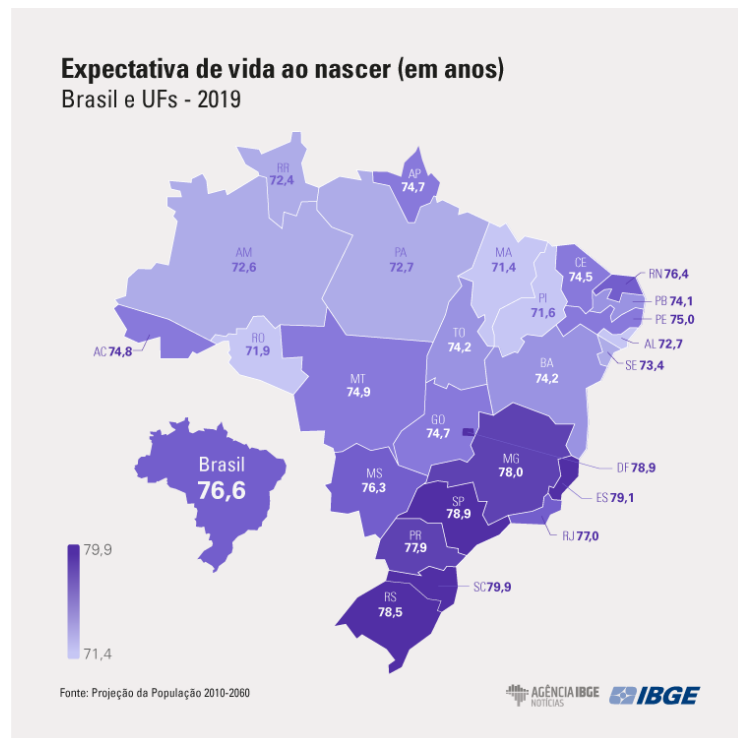 Expectativa de vida ao nascer (em anos)
Brasil e UFs - 2019
RR
72,4
AP
74,7
AM
72,6
PA
72,7
MA
71,4
CE
74,5
RN 76,4
PI
71,6
PB 74,1
PE 75,0
RO
71,9
TO
74,2
AL 72,7
AC 74,8
SE 73,4
BA
74,2
MT
74,9
GO
74,7
Brasil
76,6
MS
76,3
MG
78,0
DF 78,9
ES 79,1
SP
78,9
RJ 77,0
PR
77,9
79,9
SC 79,9
RS
78,5
71,4
Fonte: Projeção da População 2010-2060
AGÊNCIA IBGE
NOTÍCIAS
IBGE